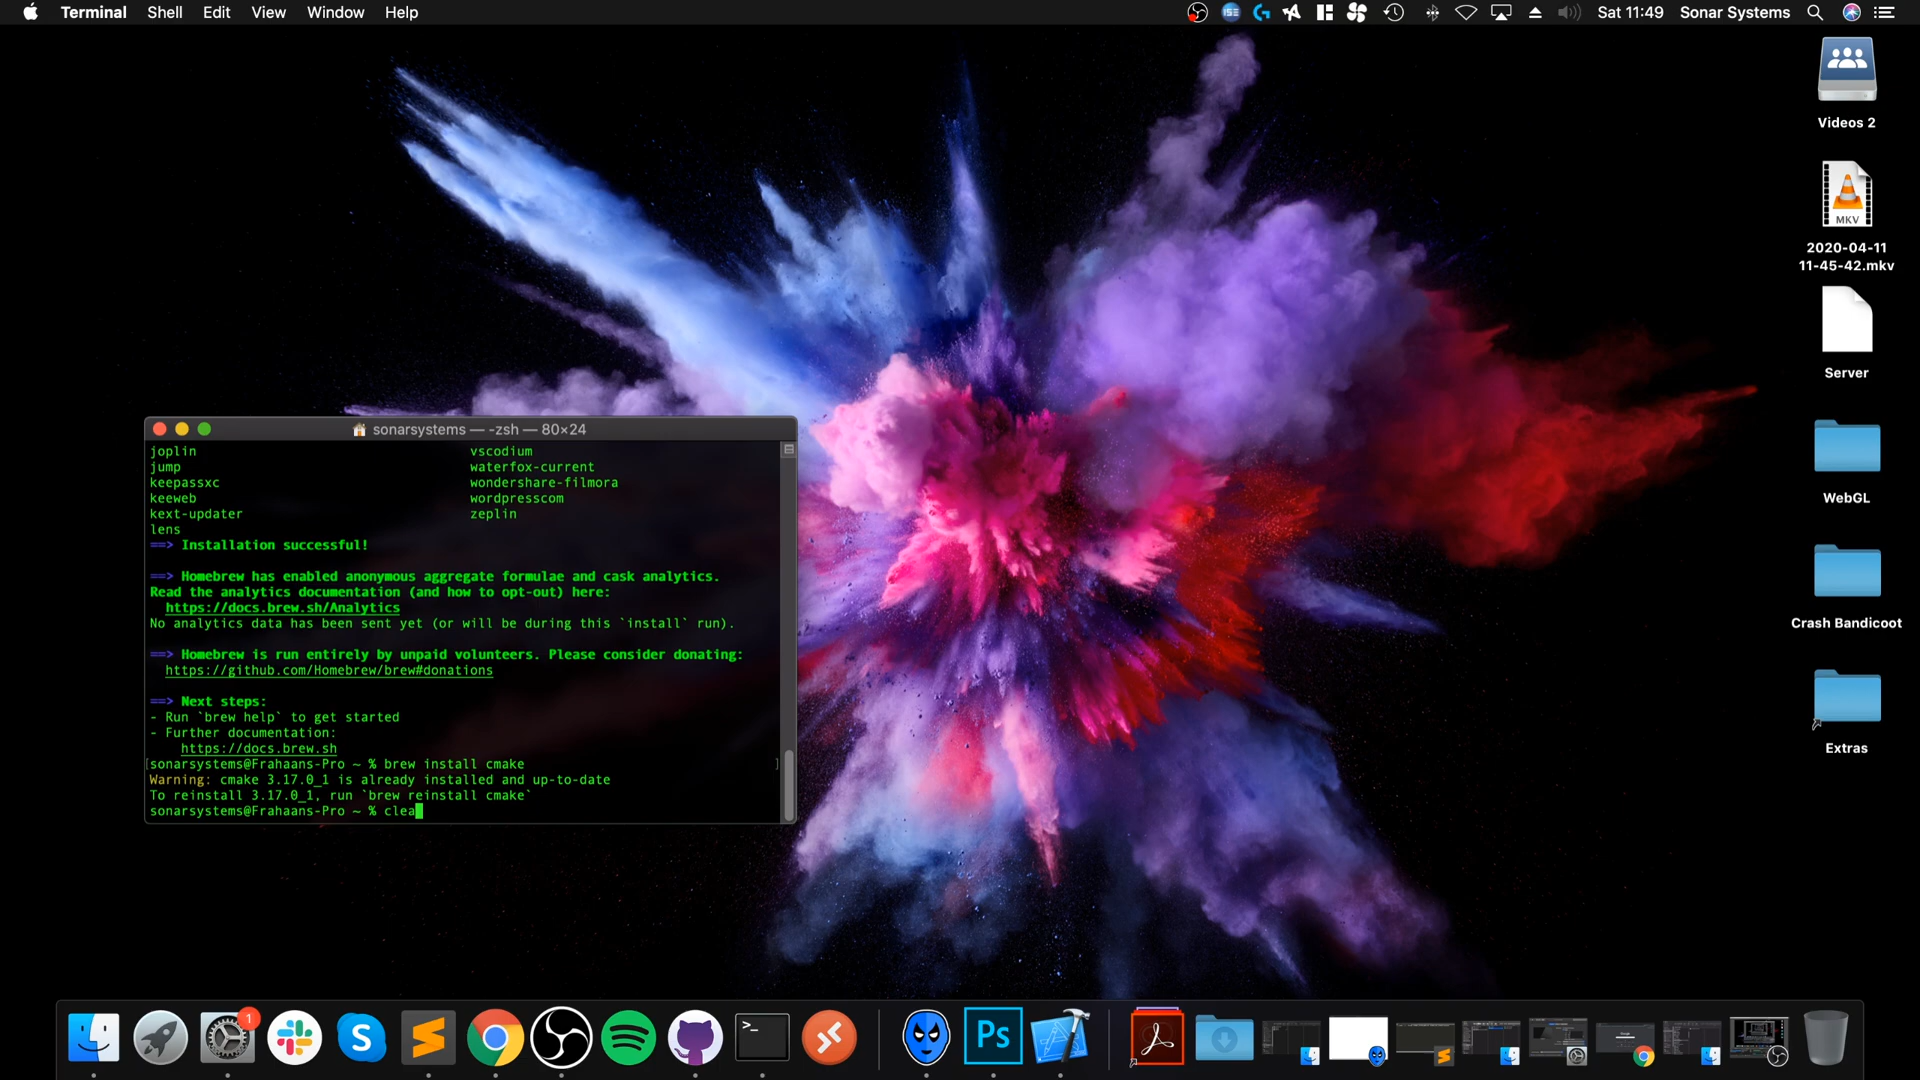 Terminal Shell Edit View Window Help
ISE Sat 11:49 Sonar Systems
Videos 2
MKV
2020-04-11
11-45-42.mkv
Server
WebGL
Crash Bandicoot
Extras
sonarsystems — -zsh — 80×24
joplin vscodium
jump waterfox-current
keepassxc wondershare-filmora
keeweb wordpresscom
kext-updater zeplin
lens
==> Installation successful!
==> Homebrew has enabled anonymous aggregate formulae and cask analytics.
Read the analytics documentation (and how to opt-out) here:
https://docs.brew.sh/Analytics
No analytics data has been sent yet (or will be during this `install` run).
==> Homebrew is run entirely by unpaid volunteers. Please consider donating:
https://github.com/Homebrew/brew#donations
==> Next steps:
- Run `brew help` to get started
- Further documentation:
https://docs.brew.sh
[sonarsystems@Frahaans-Pro ~ % brew install cmake ]
Warning: cmake 3.17.0_1 is already installed and up-to-date
To reinstall 3.17.0_1, run `brew reinstall cmake`
sonarsystems@Frahaans-Pro ~ % clea
1
S
>_
Ps